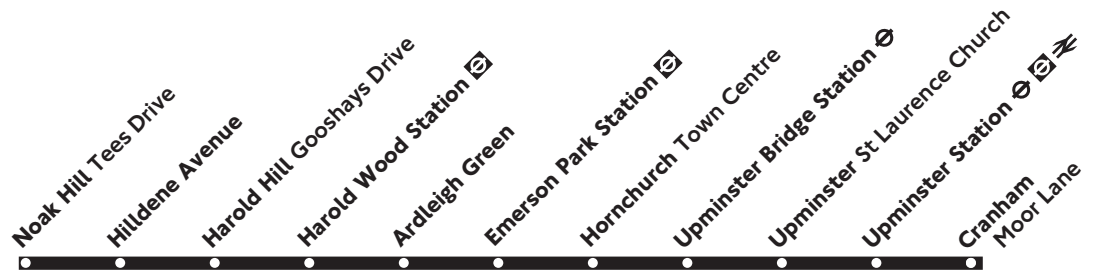 Noak Hill Tees Drive
Hilldene Avenue
Harold Hill Gooshays Drive
Harold Wood Station
Ardleigh Green
Emerson Park Station
Hornchurch Town Centre
Upminster Bridge Station
Upminster St Laurence Church
Upminster Station
Cranham
Moor Lane